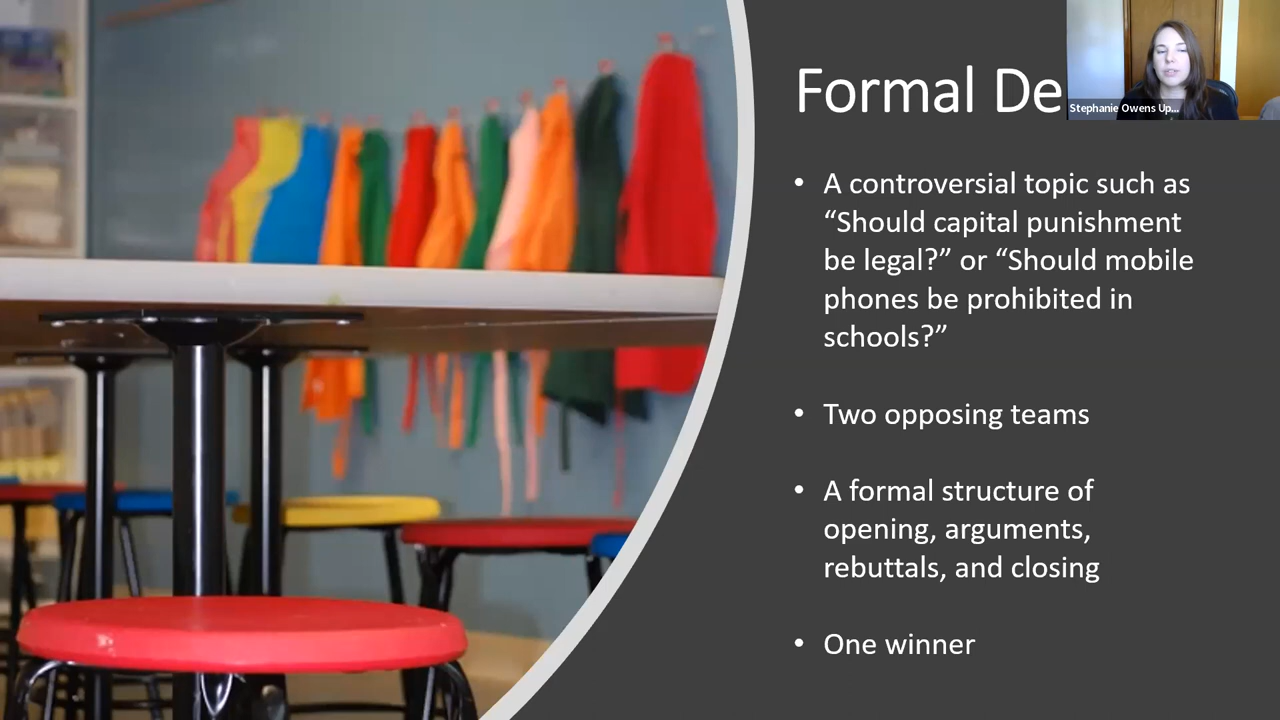 Formal De
Stephanie Owens Up...
• A controversial topic such as
“Should capital punishment
be legal?” or “Should mobile
phones be prohibited in
schools?”
• Two opposing teams
• A formal structure of
opening, arguments,
rebuttals, and closing
• One winner